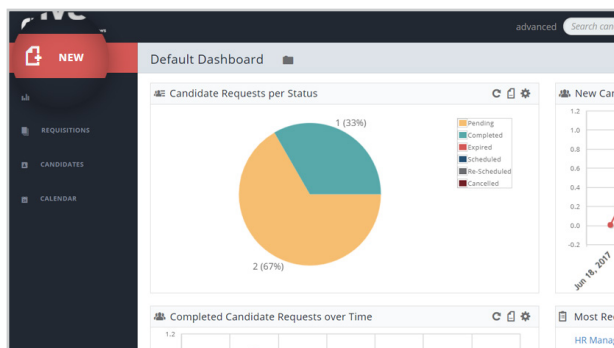 advanced
Search can
NEW
Default Dashboard
REQUISITIONS
CANDIDATES
CALENDAR
Candidate Requests per Status
1 (33%)
2 (67%)
Pending
Completed
Expired
Scheduled
Re-Scheduled
Cancelled
New Can
1.2
1.0
0.8
0.6
0.4
0.2
0.0
-0.2
Jun 18, 2017
Completed Candidate Requests over Time
1.2
Most Re
HR Mana